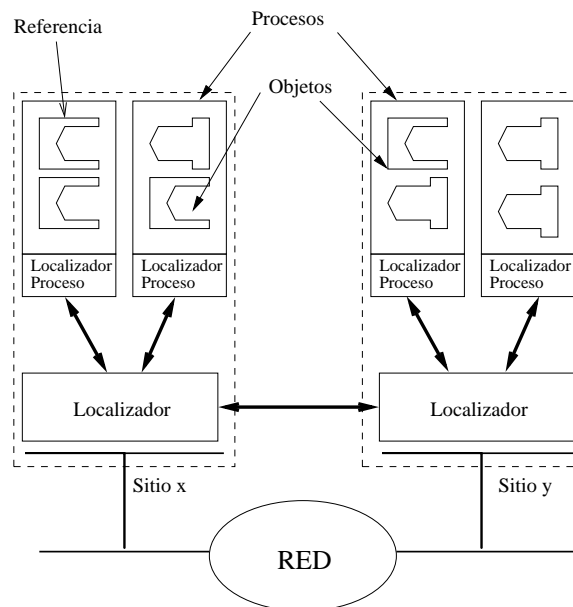 Referencia
Procesos
Objetos
Localizador
Proceso
Localizador
Proceso
Localizador
Proceso
Localizador
Proceso
Localizador
Localizador
Sitio x
Sitio y
RED